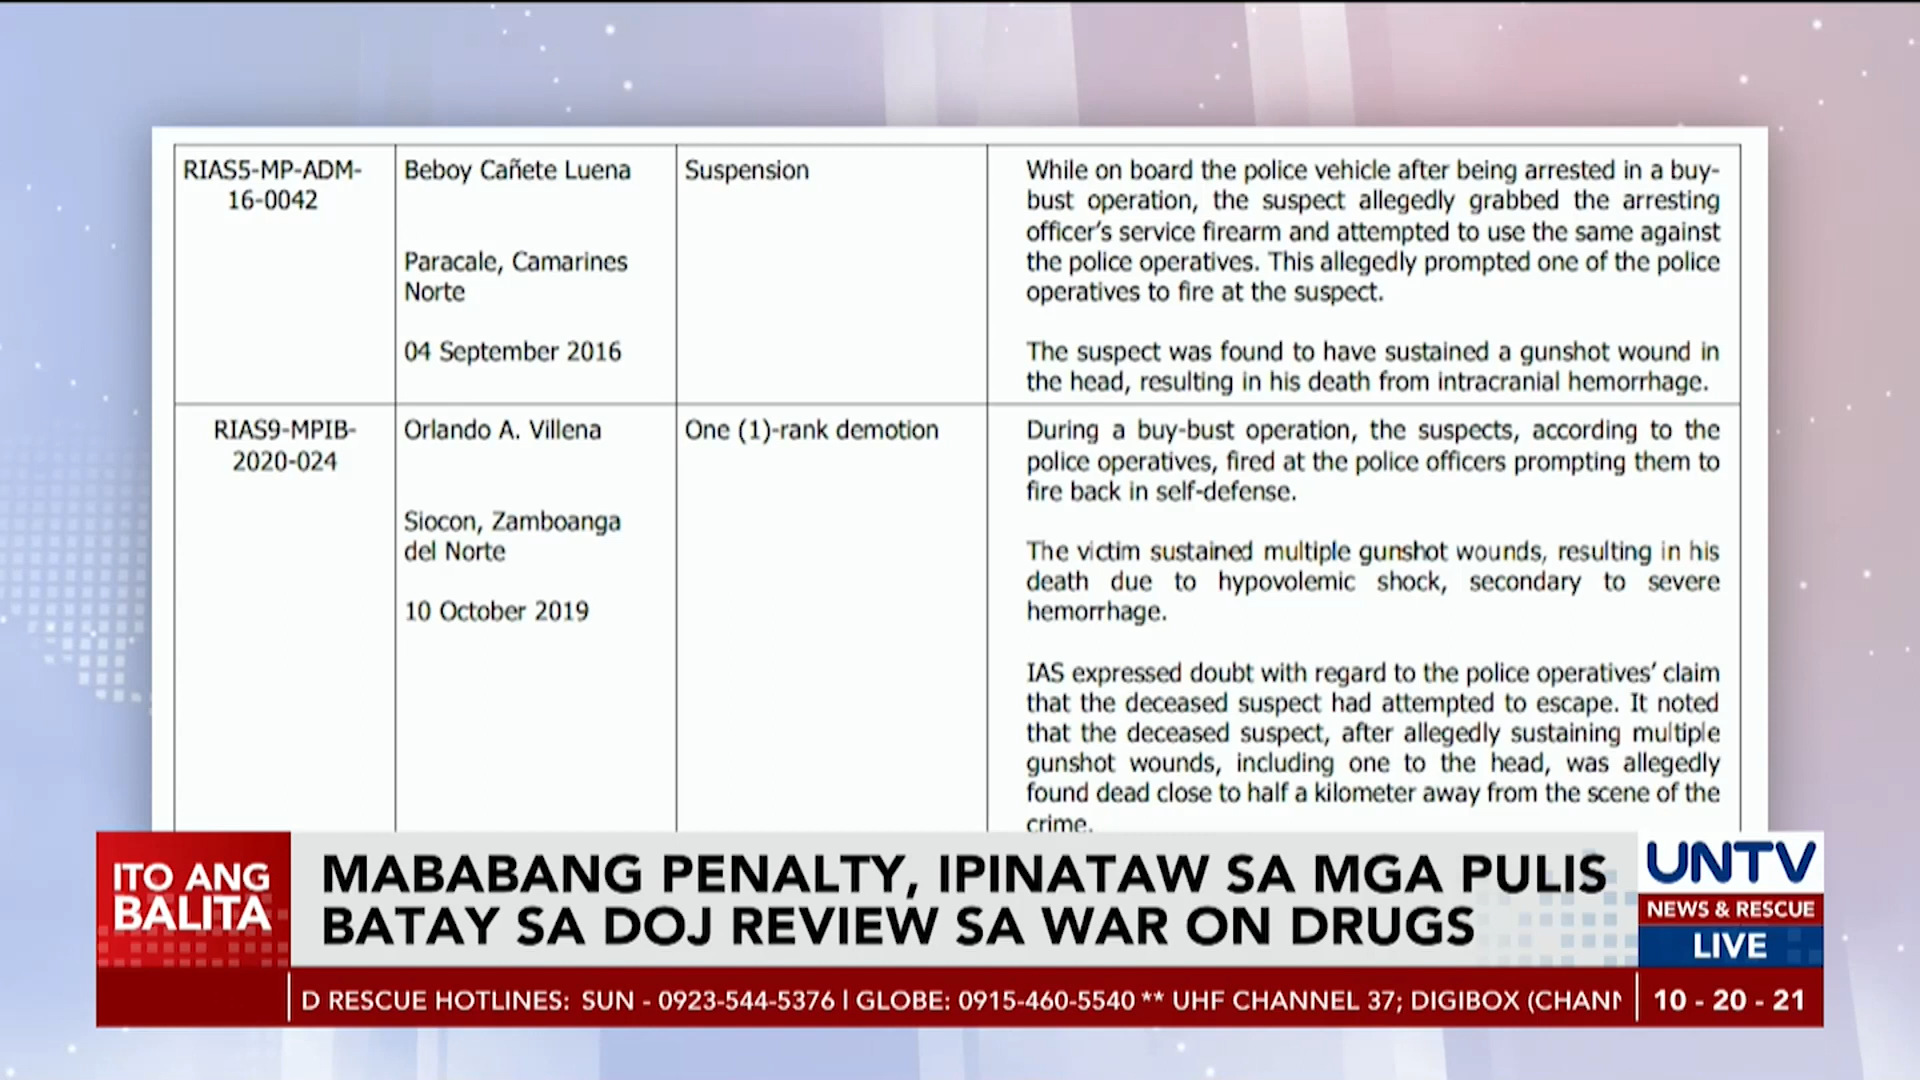 RIAS5-MP-ADM-
16-0042
Beboy Cañete Luena
Paracale, Camarines
Norte
04 September 2016
Suspension
While on board the police vehicle after being arrested in a buy-
bust operation, the suspect allegedly grabbed the arresting
officer's service firearm and attempted to use the same against
the police operatives. This allegedly prompted one of the police
operatives to fire at the suspect.
The suspect was found to have sustained a gunshot wound in
the head, resulting in his death from intracranial hemorrhage.
RIAS9-MPIB-
2020-024
Orlando A. Villena
Siocon, Zamboanga
del Norte
10 October 2019
One (1)-rank demotion
During a buy-bust operation, the suspects, according to the
police operatives, fired at the police officers prompting them to
fire back in self-defense.
The victim sustained multiple gunshot wounds, resulting in his
death due to hypovolemic shock, secondary to severe
hemorrhage.
IAS expressed doubt with regard to the police operatives' claim
that the deceased suspect had attempted to escape. It noted
that the deceased suspect, after allegedly sustaining multiple
gunshot wounds, including one to the head, was allegedly
found dead close to half a kilometer away from the scene of the
crime.
ITO ANG
BALITA
MABABANG PENALTY, IPINATAW SA MGA PULIS
BATAY SA DOJ REVIEW SA WAR ON DRUGS
UNTV
NEWS & RESCUE
LIVE
D RESCUE HOTLINES: SUN - 0923-544-5376 | GLOBE: 0915-460-5540 ** UHF CHANNEL 37; DIGIBOX (CHANN
10 - 20 - 21